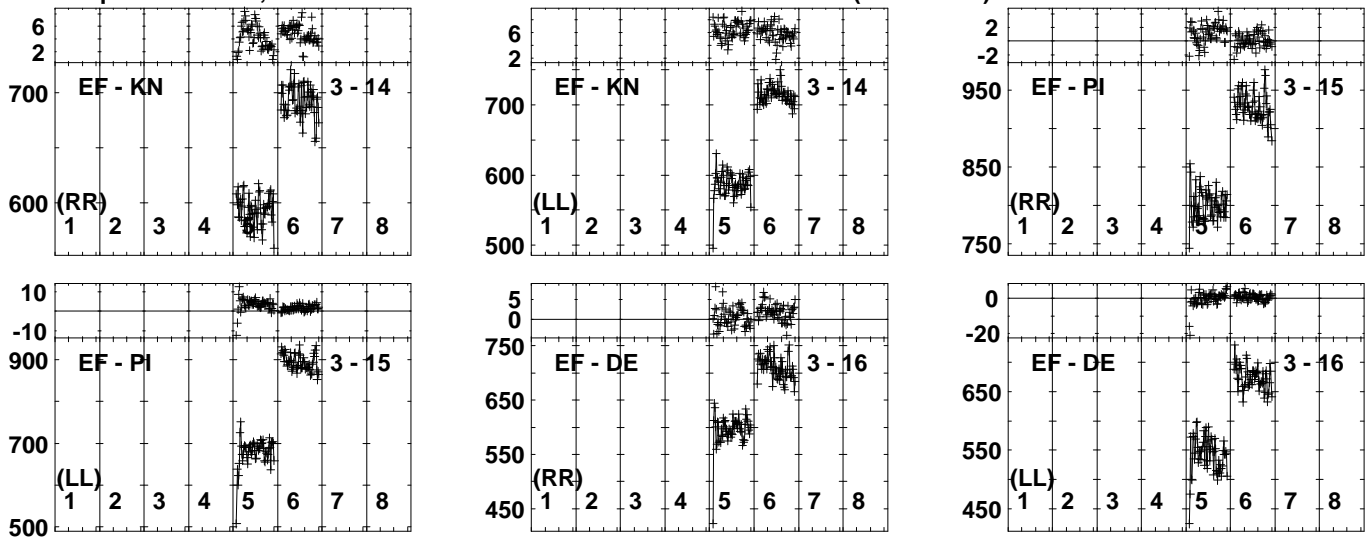 6 2 6 2 2 -2
EF - KN 3 - 14 EF - KN 3 - 14 EF - PI 3 - 15
700 700 950
600 600 850
(RR) (LL) (RR)
1 2 3 4 5 6 7 8 1 2 3 4 5 6 7 8 1 2 3 4 5 6 7 8
500 750
10 -10 5 0 0 -20
EF - PI 3 - 15 EF - DE 3 - 16 EF - DE 3 - 16
900 750 650
700 650 550
550
(LL) (RR) (LL)
1 2 3 4 5 6 7 8 1 2 3 4 5 6 7 8 1 2 3 4 5 6 7 8
500 450 450